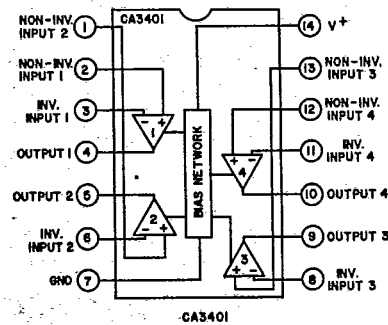 CA3401
NON-INV.
INPUT 2
1
NON-INV.
INPUT 1
2
INV.
INPUT 1
3
OUTPUT 1
4
OUTPUT 2
5
INV.
INPUT 2
6
GND
7
- +
1
2
- +
BIAS NETWORK
+ -
4
3
+ -
14
V+
13
NON-INV.
INPUT 3
12
NON-INV.
INPUT 4
11
INV.
INPUT 4
10
OUTPUT 4
9
OUTPUT 3
8
INV.
INPUT 3
CA3401